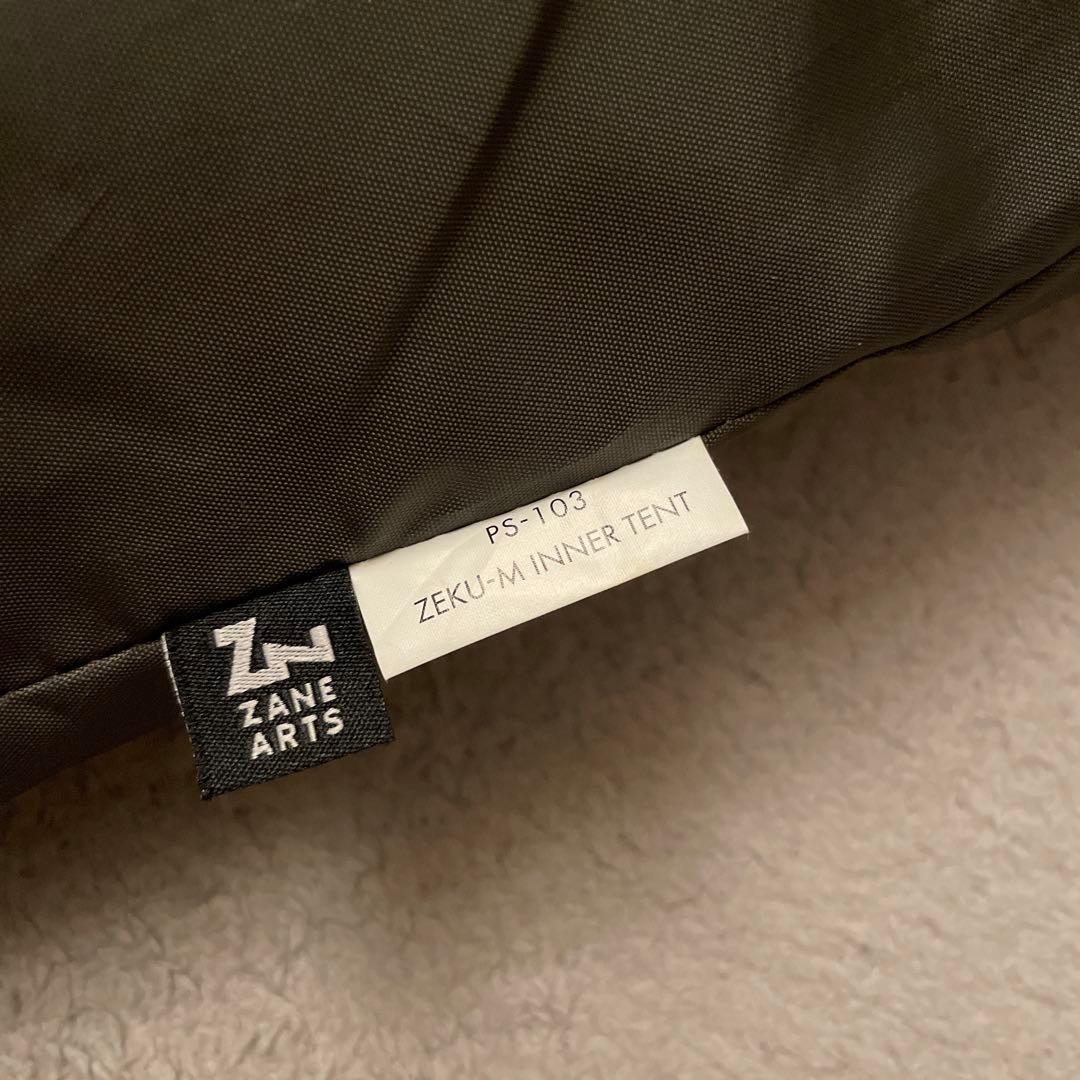 PS-103
ZEKU-M INNER TENT
ZANE
ARTS